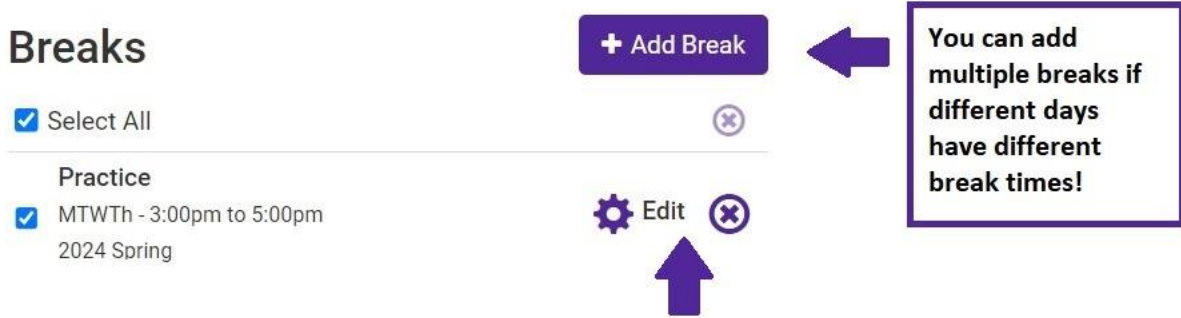 Breaks
+ Add Break
Select All
Practice
MTWTh - 3:00pm to 5:00pm
2024 Spring
Edit
You can add
multiple breaks if
different days
have different
break times!